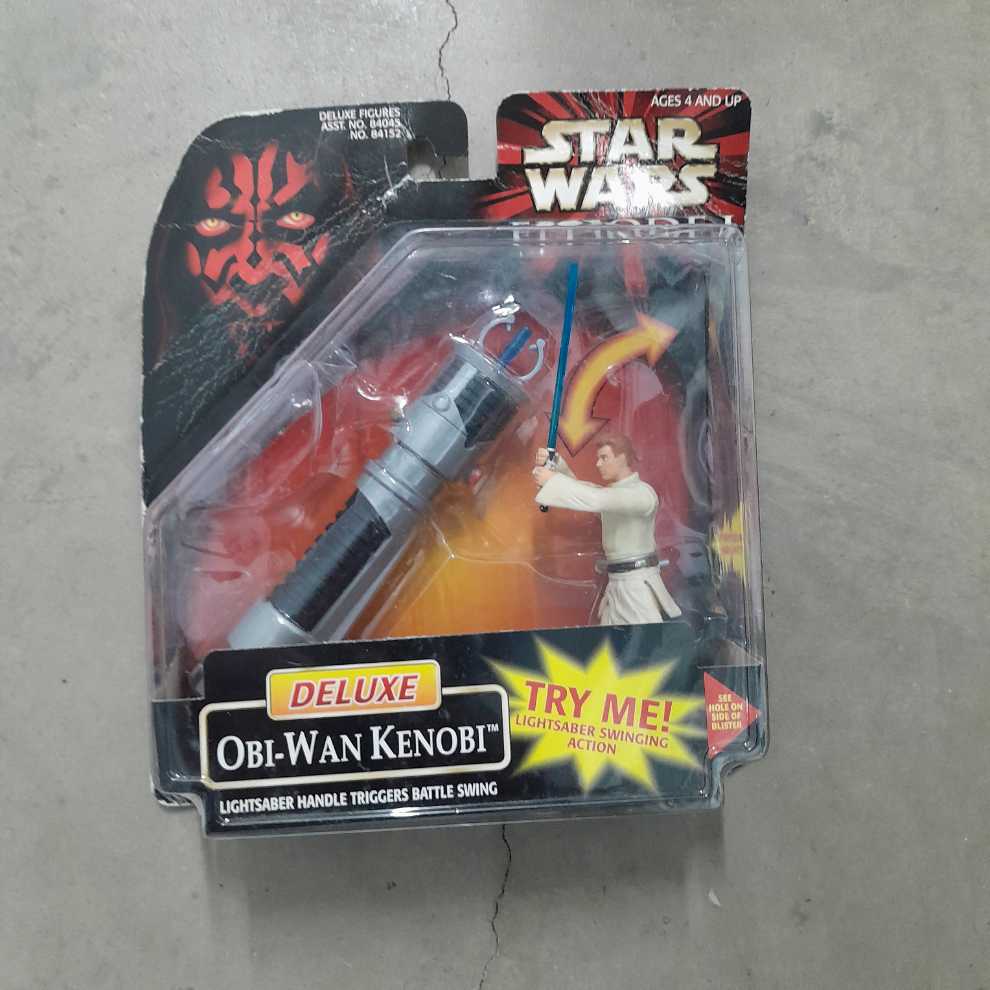 DELUXE FIGURES
ASST. NO. 84045
NO. 84152
AGES 4 AND UP
STAR
WARS
EPISODE I
DELUXE
OBI-WAN KENOBI™
LIGHTSABER HANDLE TRIGGERS BATTLE SWING
TRY ME!
LIGHTSABER SWINGING
ACTION
SEE
HOLE ON
SIDE OF
BLISTER